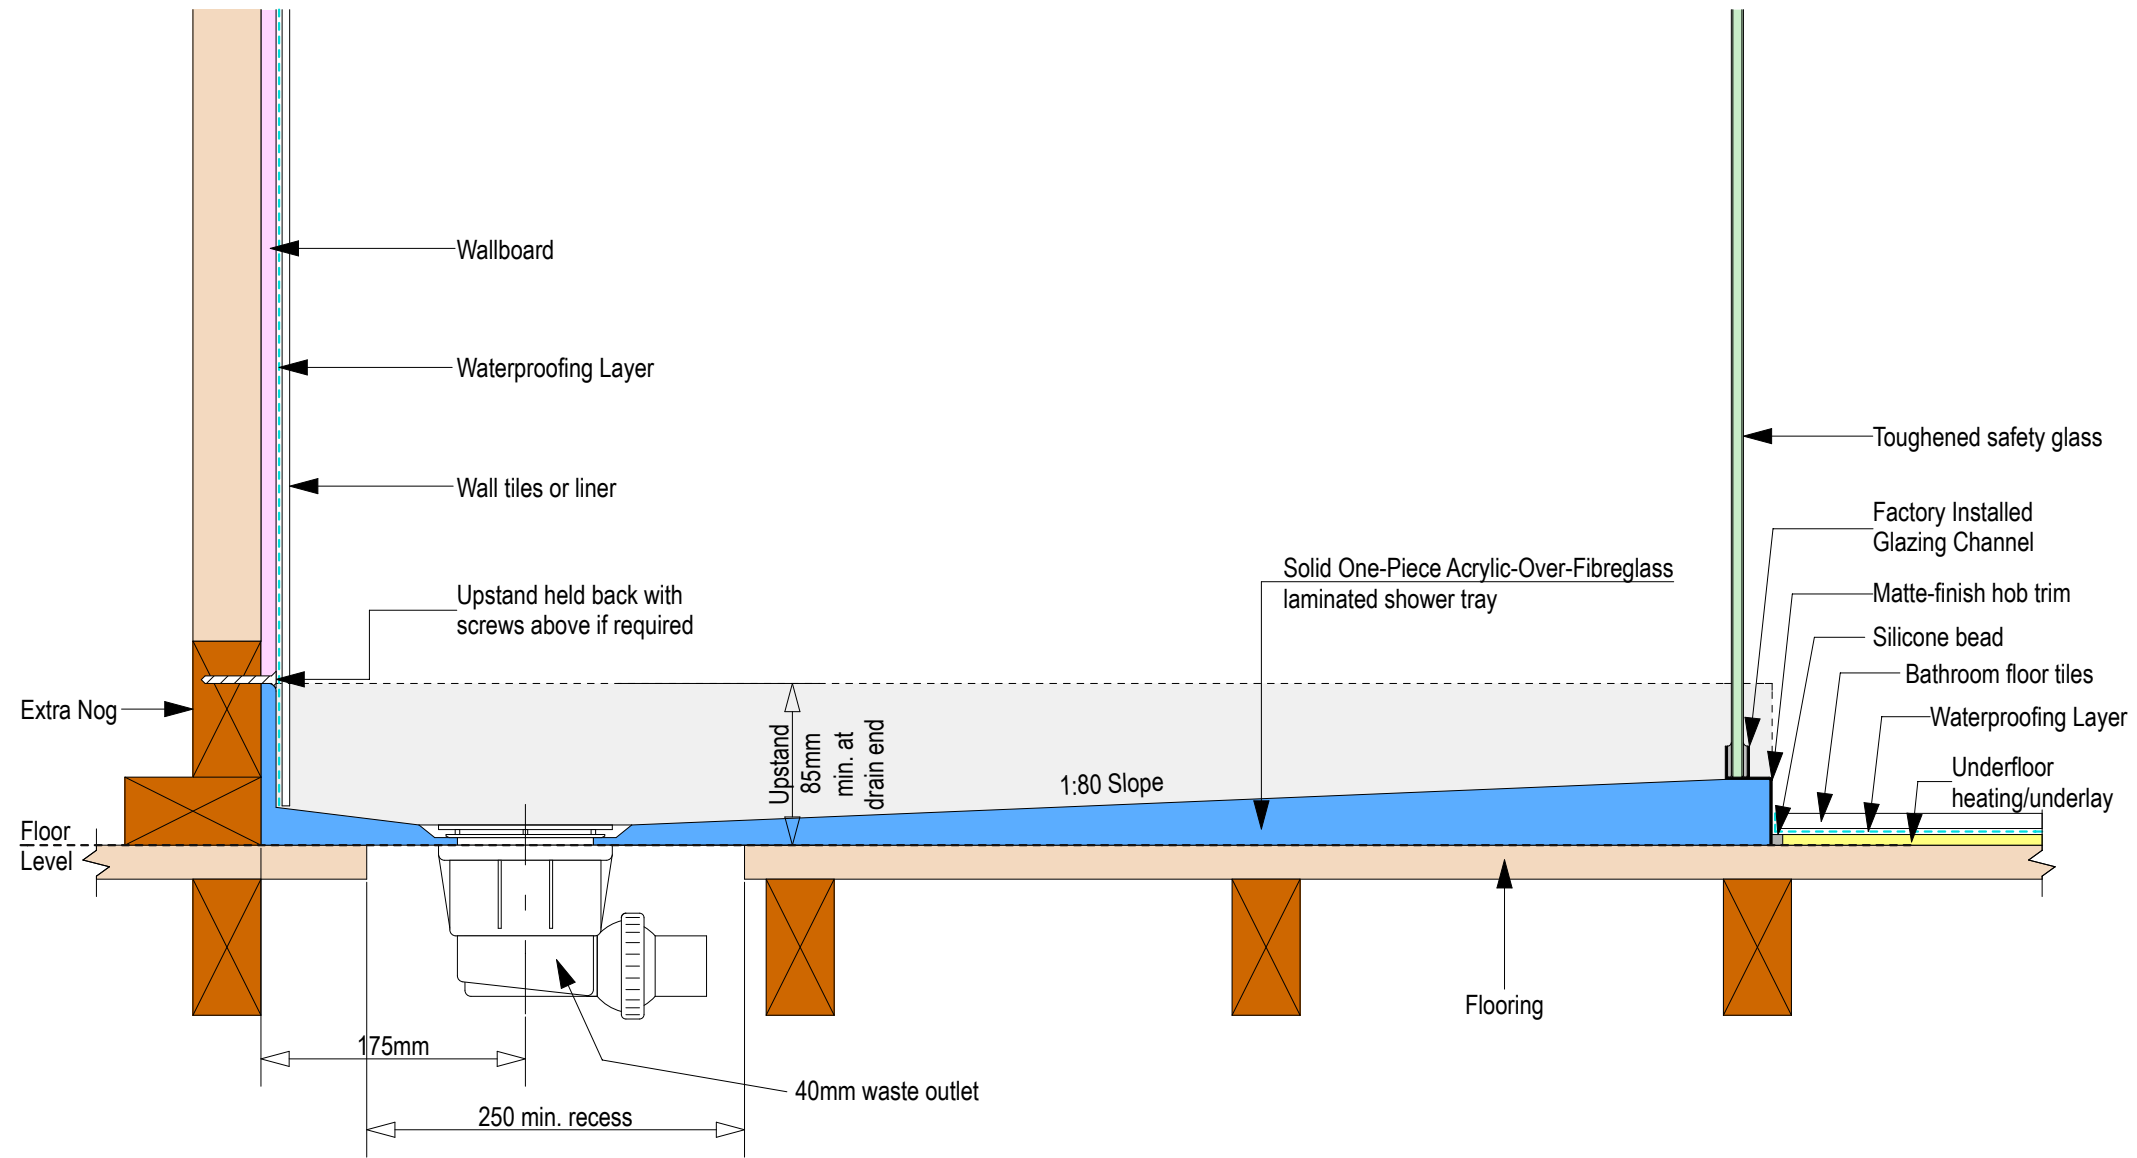 Wallboard
Waterproofing Layer
Wall tiles or liner
Upstand held back with
screws above if required
Extra Nog
Floor
Level
Upstand
85mm
min. at
drain end
1:80 Slope
Solid One-Piece Acrylic-Over-Fibreglass
laminated shower tray
Toughened safety glass
Factory Installed
Glazing Channel
Matte-finish hob trim
Silicone bead
Bathroom floor tiles
Waterproofing Layer
Underfloor
heating/underlay
Flooring
175mm
40mm waste outlet
250 min. recess